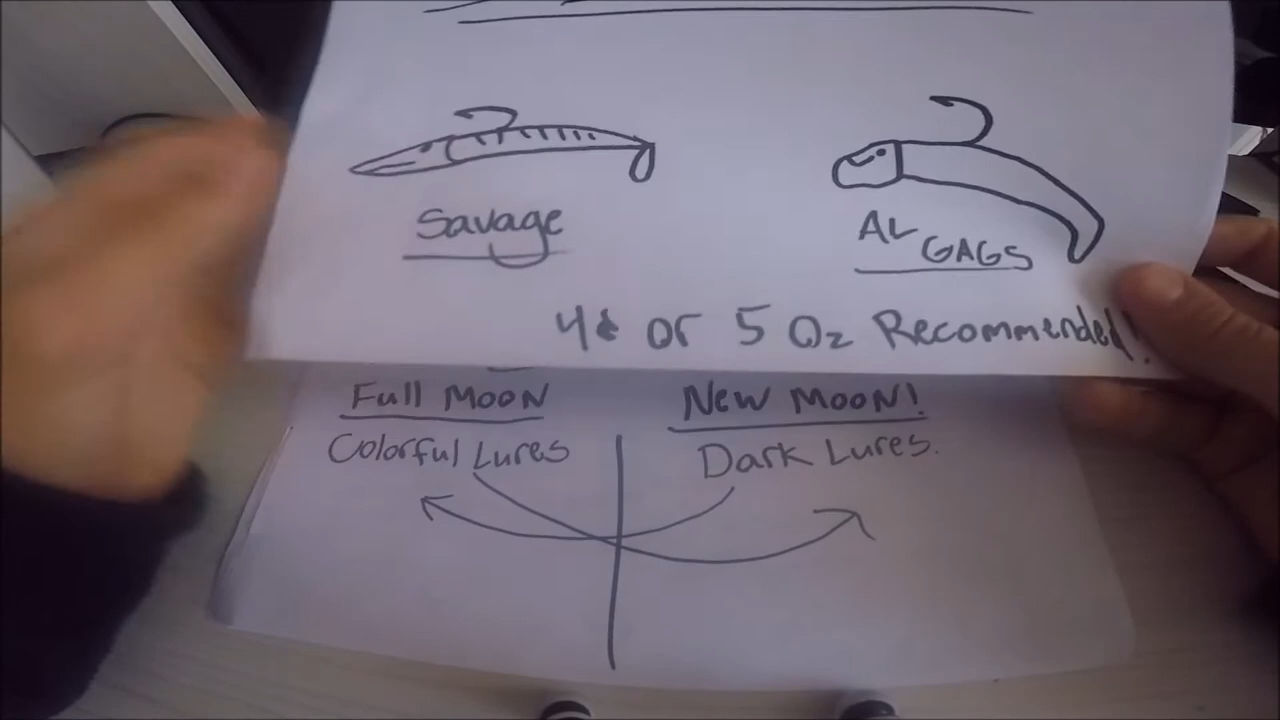 Savage
AL GAGS
4 or 5 Oz Recommended!
Full Moon
New Moon!
Colorful Lures
Dark Lures.